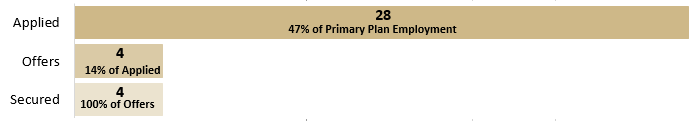 Applied
28
47% of Primary Plan Employment
Offers
4
14% of Applied
Secured
4
100% of Offers